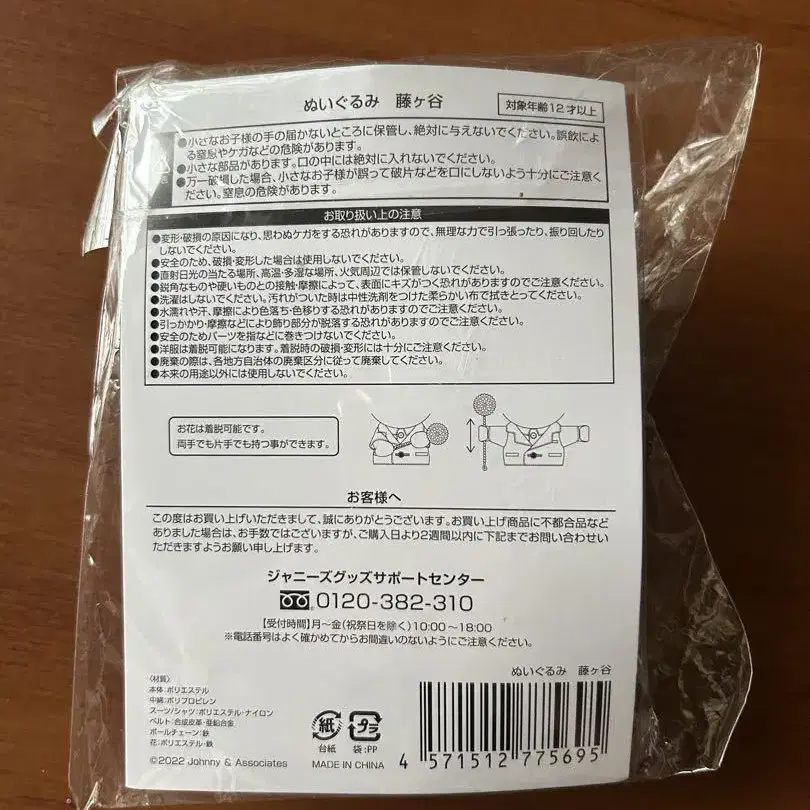 ぬいぐるみ 藤ヶ谷
対象年齢12才以上
●小さなお子様の手の届かないところに保管し、絶対に与えないでください。誤飲によ
る窒息やケガなどの危険があります。
●小さな部品があります。口の中には絶対に入れないでください。
●万一破損した場合、小さなお子様が誤って破片などを口にしないよう十分にご注意くだ
さい。窒息の危険があります。
お取り扱い上の注意
●変形・破損の原因になり、思わぬケガをする恐れがありますので、無理な力で引っ張ったり、振り回したり
しないでください。
●安全のため、破損・変形した場合は使用しないでください。
●直射日光の当たる場所、高温・多湿な場所、火気周辺では保管しないでください。
●鋭角なものや硬いものとの接触・摩擦によって、表面にキズがつく恐れがありますのでご注意ください。
●洗濯はしないでください。汚れがついた時は中性洗剤をつけた柔らかい布で拭きとってください。
●水濡れや汗、摩擦により色落ち・色移りする恐れがありますのでご注意ください。
●引っかかり・摩擦などにより飾り部分が脱落する恐れがありますのでご注意ください。
●安全のためパーツを指などに巻きつけないでください。
●洋服は着脱可能になります。着脱時の破損・変形には十分にご注意ください。
●廃棄の際は、各地方自治体の廃棄区分に従って廃棄してください。
●本来の用途以外には使用しないでください。
お花は着脱可能です。
両手でも片手でも持つ事ができます。
お客様へ
この度はお買い上げいただきまして、誠にありがとうございます。お買い上げ商品に不都合品など
ありました場合は、お手数ではございますが、ご購入日より2週間以内に下記までお問い合わせい
ただきますようお願い申し上げます。
ジャニーズグッズサポートセンター
0120-382-310
【受付時間】月〜金(祝祭日を除く)10:00〜18:00
※電話番号はよく確かめてからお間違いのないようにご注意ください。
ぬいぐるみ 藤ヶ谷
〈材質〉
本体:ポリエステル
中綿:ポリプロピレン
スーツ/シャツ:ポリエステル・ナイロン
ベルト:合成皮革・亜鉛合金
ボールチェーン:鉄
花:ポリエステル・鉄
©2022 Johnny & Associates
紙
台紙
プラ
袋:PP
MADE IN CHINA
4 571512 775695